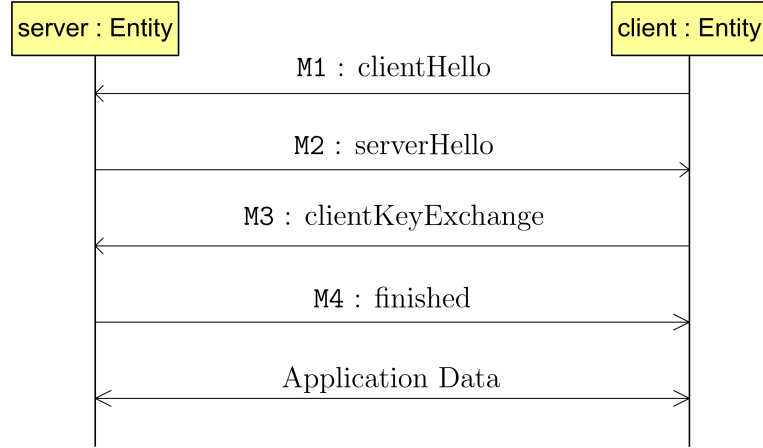 server : Entity
client : Entity
M1 : clientHello
M2 : serverHello
M3 : clientKeyExchange
M4 : finished
Application Data